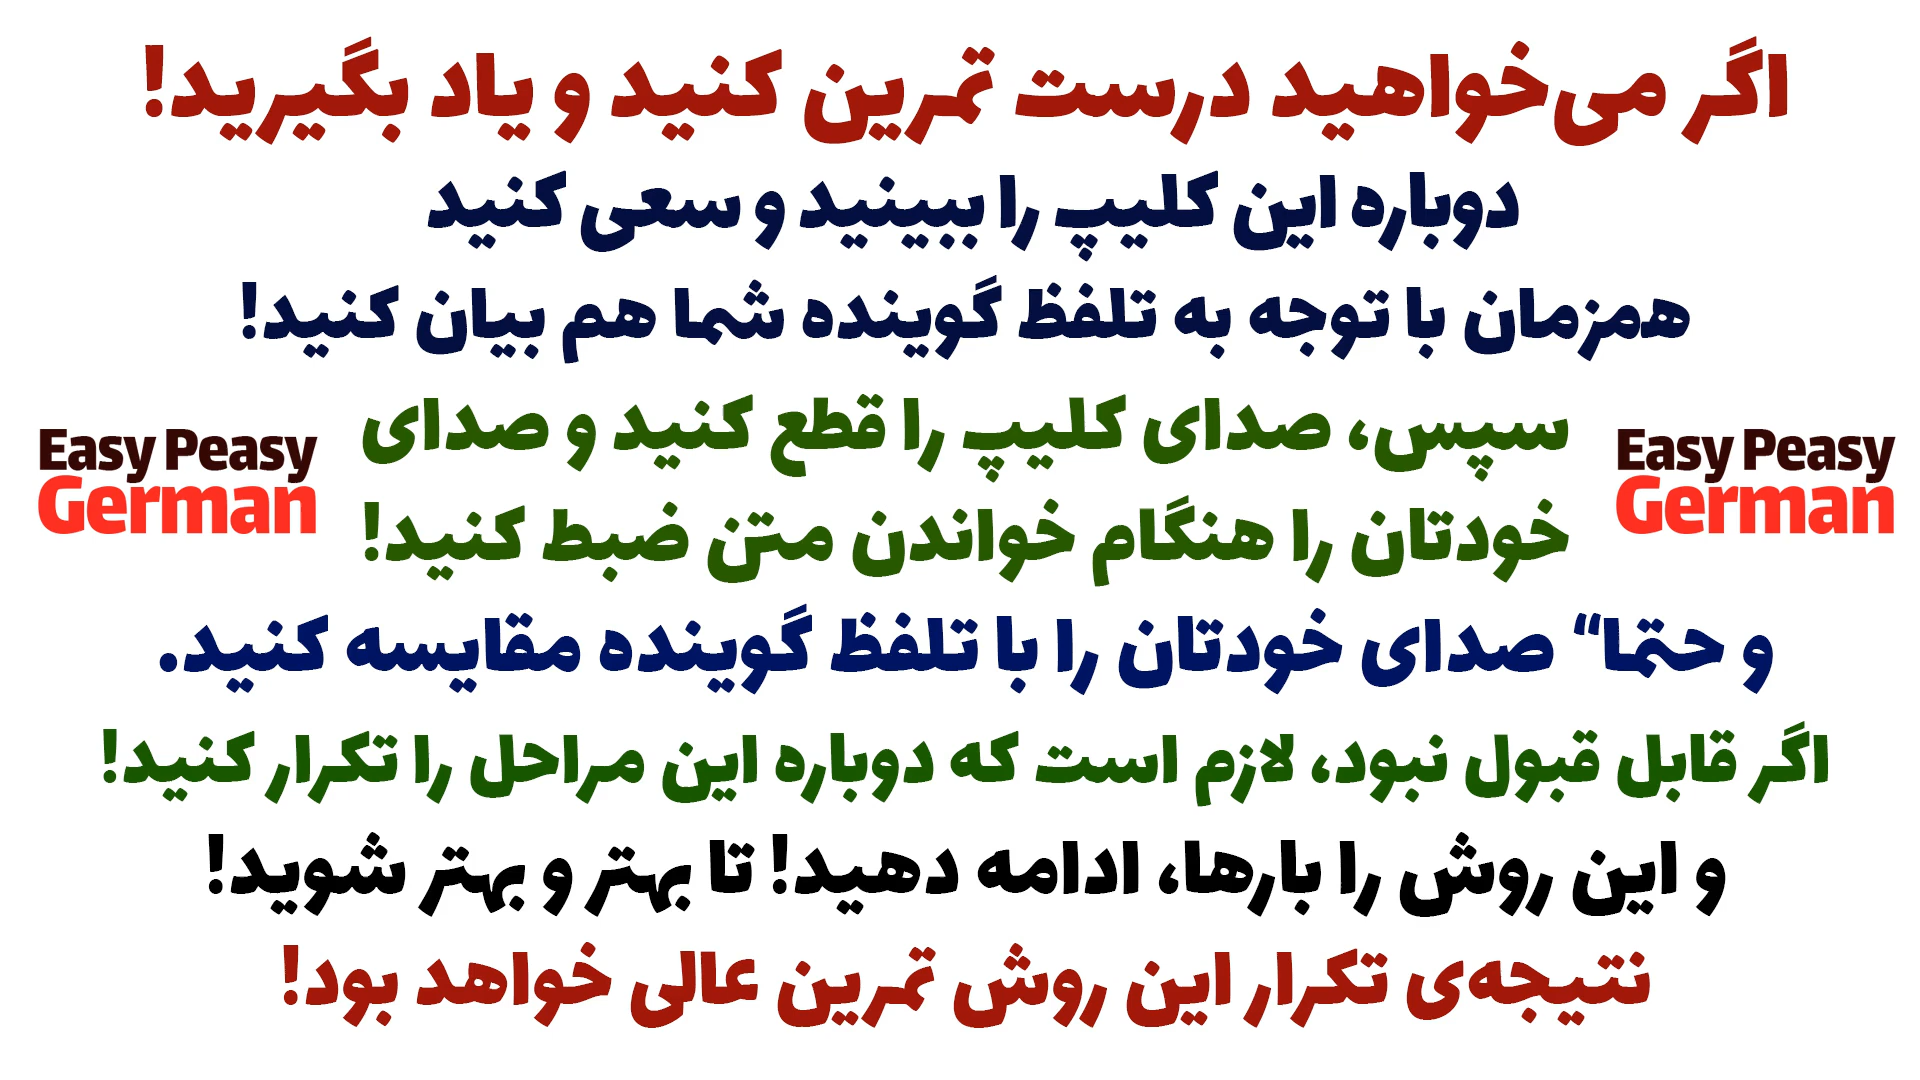 اگر می‌خواهید درست تمرین کنید و یاد بگیرید!
دوباره این کلیپ را ببینید و سعی کنید
همزمان با توجه به تلفظ گوینده شما هم بیان کنید!
سپس، صدای کلیپ را قطع کنید و صدای
خودتان را هنگام خواندن متن ضبط کنید!
Easy Peasy
German
Easy Peasy
German
و حتما“ صدای خودتان را با تلفظ گوینده مقایسه کنید.
اگر قابل قبول نبود، لازم است که دوباره این مراحل را تکرار کنید!
و این روش را بارها، ادامه دهید! تا بهتر و بهتر شوید!
نتیجه‌ی تکرار این روش تمرین عالی خواهد بود!